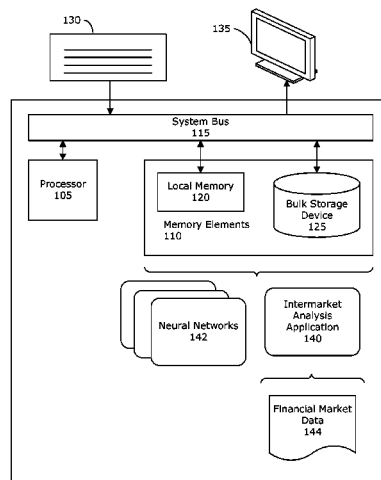 130
135
System Bus
115
Processor
105
Local Memory
120
Memory Elements
110
Bulk Storage
Device
125
Neural Networks
142
Intermarket
Analysis
Application
140
Financial Market
Data
144